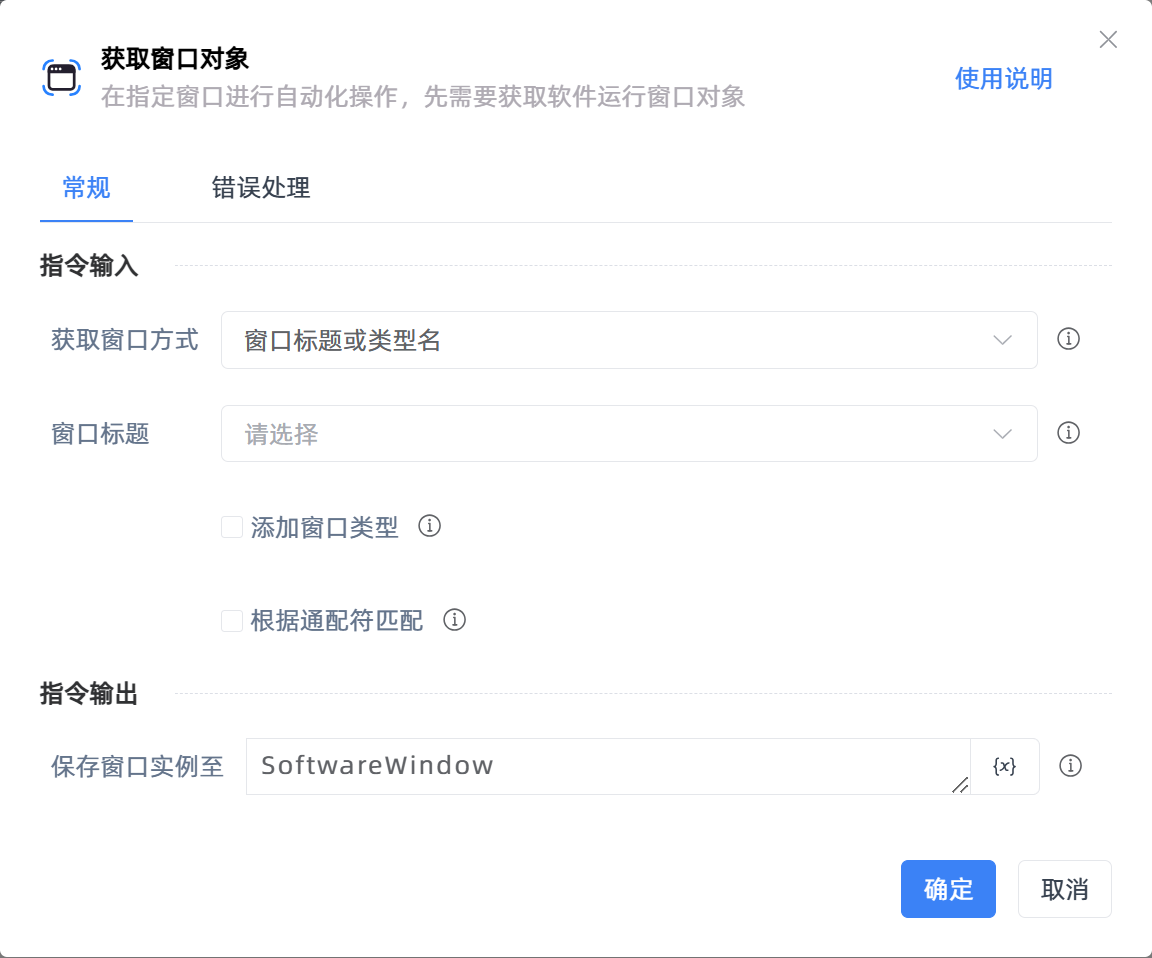 获取窗口对象
在指定窗口进行自动化操作，先需要获取软件运行窗口对象
使用说明
常规 错误处理
指令输入
获取窗口方式 窗口标题或类型名
窗口标题 请选择
添加窗口类型
根据通配符匹配
指令输出
保存窗口实例至 SoftwareWindow {x}
确定 取消